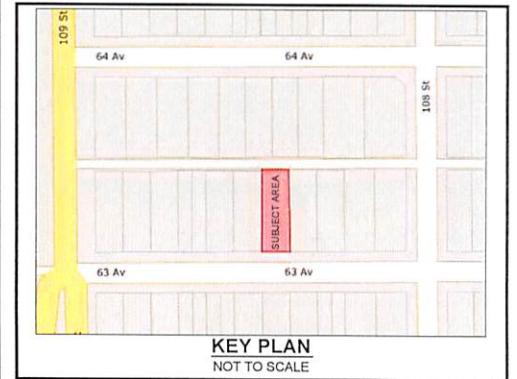 109 St
64 Av
64 Av
108 St
SUBJECT AREA
63 Av
63 Av
KEY PLAN
NOT TO SCALE